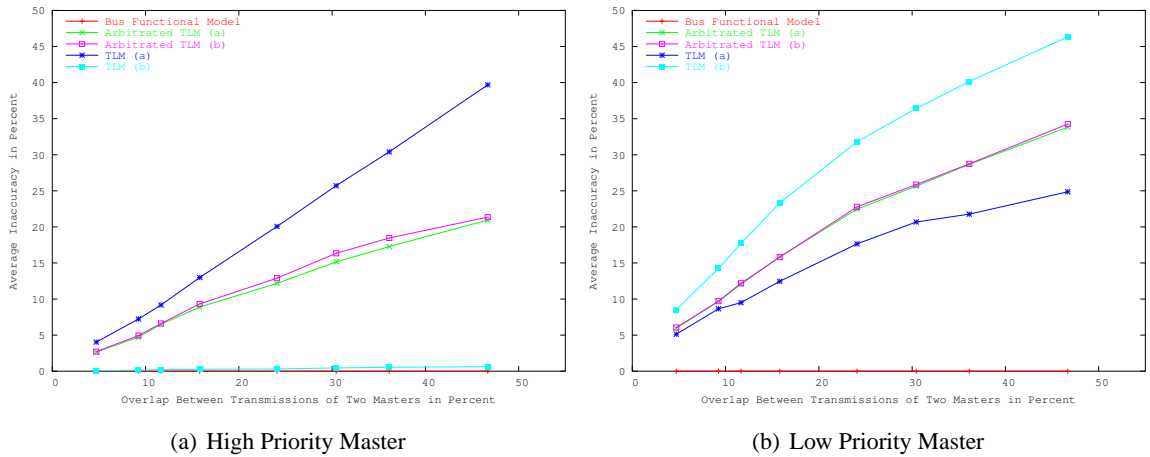 Bus Functional Model
Arbitrated TLM (a)
Arbitrated TLM (b)
TLM (a)
TLM (b)
50
45
40
35
30
25
20
15
10
5
0
Average Inaccuracy in Percent
0 10 20 30 40 50
Overlap Between Transmissions of Two Masters in Percent
(a) High Priority Master
Bus Functional Model
Arbitrated TLM (a)
Arbitrated TLM (b)
TLM (a)
TLM (b)
50
45
40
35
30
25
20
15
10
5
0
Average Inaccuracy in Percent
0 10 20 30 40 50
Overlap Between Transmissions of Two Masters in Percent
(b) Low Priority Master